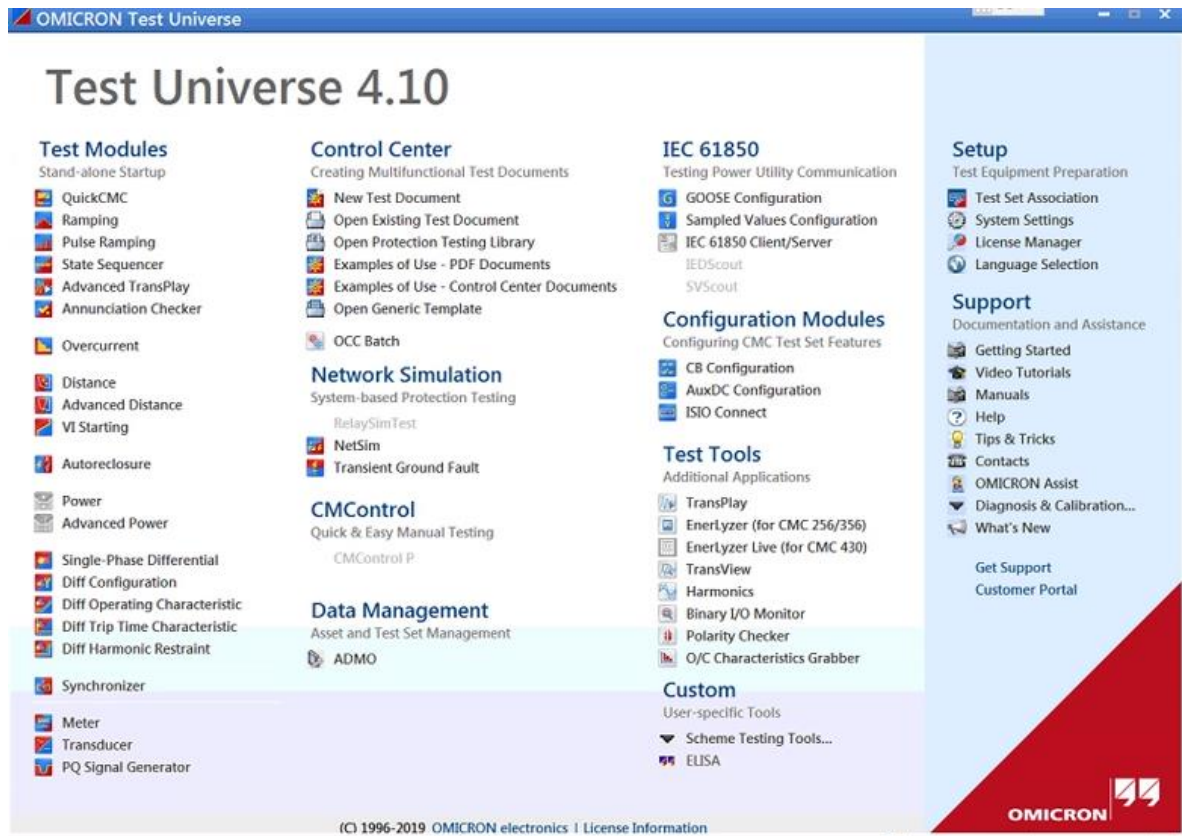 OMICRON Test Universe
Test Universe 4.10
Test Modules
Stand-alone Startup
QuickCMC
Ramping
Pulse Ramping
State Sequencer
Advanced TransPlay
Annunciation Checker
Overcurrent
Distance
Advanced Distance
VI Starting
Autoreclosure
Power
Advanced Power
Single-Phase Differential
Diff Configuration
Diff Operating Characteristic
Diff Trip Time Characteristic
Diff Harmonic Restraint
Synchronizer
Meter
Transducer
PQ Signal Generator
Control Center
Creating Multifunctional Test Documents
New Test Document
Open Existing Test Document
Open Protection Testing Library
Examples of Use - PDF Documents
Examples of Use - Control Center Documents
Open Generic Template
OCC Batch
Network Simulation
System-based Protection Testing
RelaySimTest
NetSim
Transient Ground Fault
CMControl
Quick & Easy Manual Testing
CMControl P
Data Management
Asset and Test Set Management
ADMO
IEC 61850
Testing Power Utility Communication
GOOSE Configuration
Sampled Values Configuration
IEC 61850 Client/Server
IEDScout
SVScout
Configuration Modules
Configuring CMC Test Set Features
CB Configuration
AuxDC Configuration
ISIO Connect
Test Tools
Additional Applications
TransPlay
EnerLyzer (for CMC 256/356)
EnerLyzer Live (for CMC 430)
TransView
Harmonics
Binary I/O Monitor
Polarity Checker
O/C Characteristics Grabber
Custom
User-specific Tools
Scheme Testing Tools...
ELISA
Setup
Test Equipment Preparation
Test Set Association
System Settings
License Manager
Language Selection
Support
Documentation and Assistance
Getting Started
Video Tutorials
Manuals
Help
Tips & Tricks
Contacts
OMICRON Assist
Diagnosis & Calibration...
What's New
Get Support
Customer Portal
OMICRON
(C) 1996-2019 OMICRON electronics | License Information